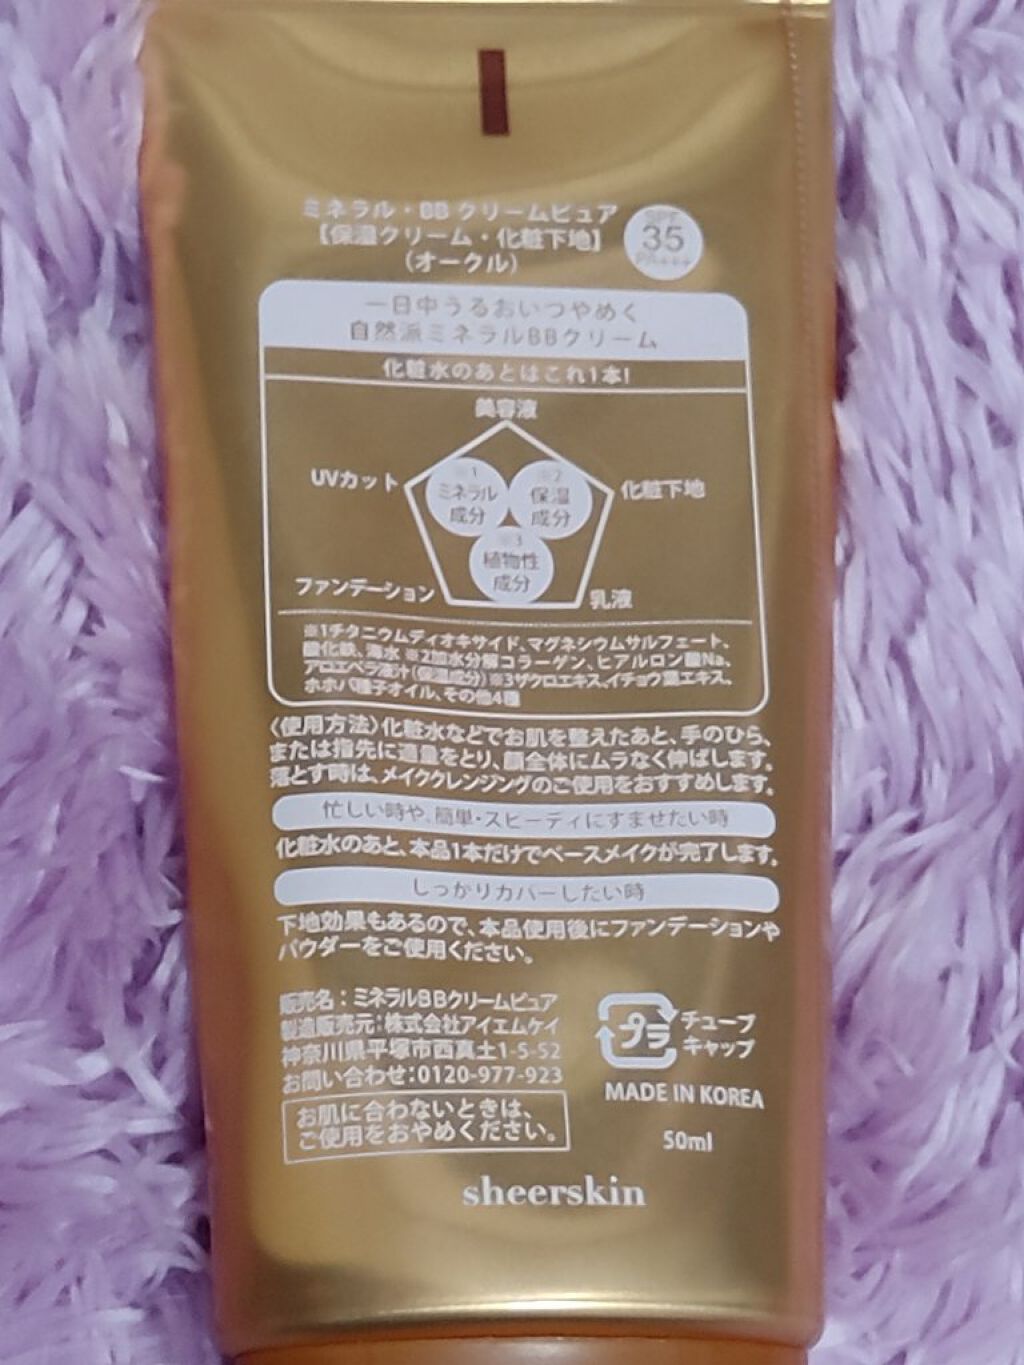 ミネラル・BB クリームピュア
【保湿クリーム・化粧下地】
(オークル)
SPF
35
PA+++
一日中うるおいつやめく
自然派ミネラルBBクリーム
化粧水のあとはこれ1本!
美容液
UVカット
化粧下地
※1
ミネラル
成分
※2
保湿
成分
※3
植物性
成分
ファンデーション
乳液
※1チタニウムディオキサイド、マグネシウムサルフェート、
酸化鉄、海水 ※2加水分解コラーゲン、ヒアルロン酸Na、
アロエベラ液汁(保湿成分)※3ザクロエキス、イチョウ葉エキス、
ホホバ種子オイル、その他4種
〈使用方法〉化粧水などでお肌を整えたあと、手のひら、
または指先に適量をとり、顔全体にムラなく伸ばします。
落とす時は、メイククレンジングのご使用をおすすめします。
忙しい時や、簡単・スピーディにすませたい時
化粧水のあと、本品1本だけでベースメイクが完了します。
しっかりカバーしたい時
下地効果もあるので、本品使用後にファンデーションや
パウダーをご使用ください。
販売名:ミネラルBBクリームピュア
製造販売元:株式会社アイエムケイ
神奈川県平塚市西真土1-5-52
お問い合わせ:0120-977-923
プラ
チューブ
キャップ
MADE IN KOREA
お肌に合わないときは、
ご使用をおやめください。
50ml
sheerskin